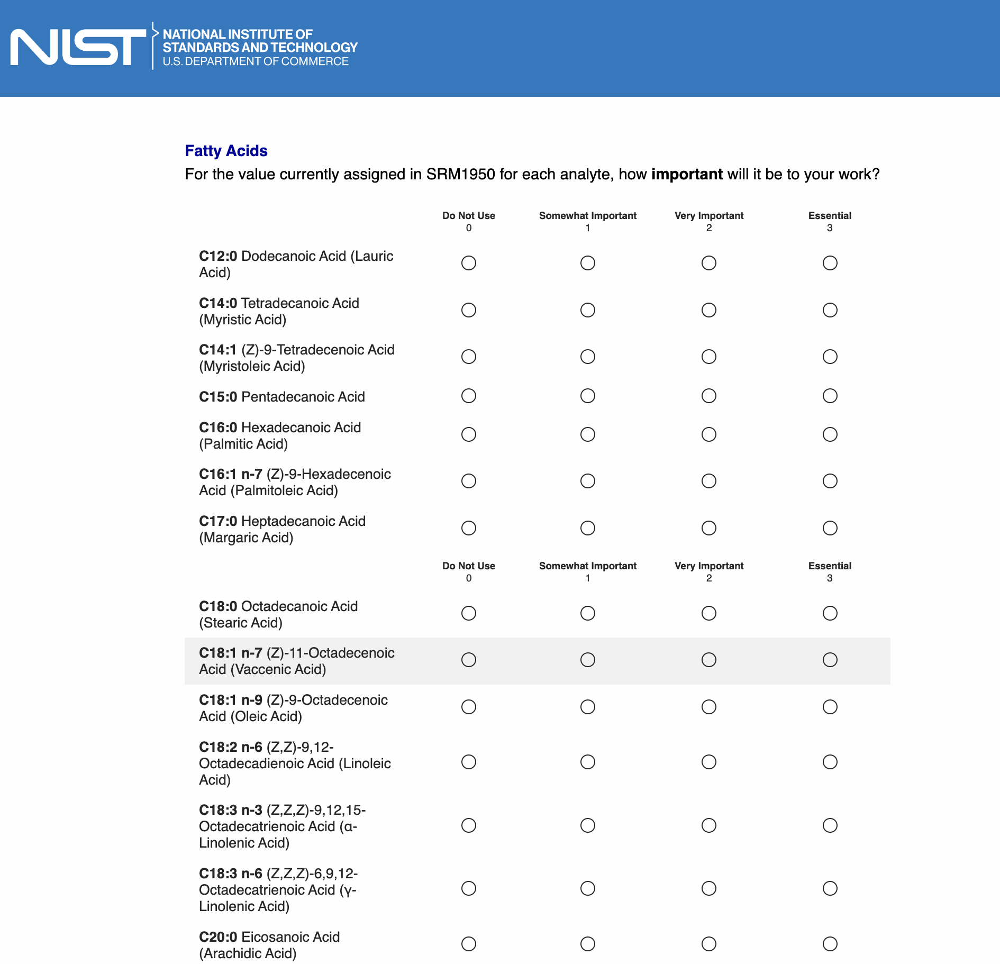 NIST
NATIONAL INSTITUTE OF
STANDARDS AND TECHNOLOGY
U.S. DEPARTMENT OF COMMERCE
Fatty Acids
For the value currently assigned in SRM1950 for each analyte, how important will it be to your work?
Do Not Use Somewhat Important Very Important Essential
0 1 2 3
C12:0 Dodecanoic Acid (Lauric
Acid)
C14:0 Tetradecanoic Acid
(Myristic Acid)
C14:1 (Z)-9-Tetradecenoic Acid
(Myristoleic Acid)
C15:0 Pentadecanoic Acid
C16:0 Hexadecanoic Acid
(Palmitic Acid)
C16:1 n-7 (Z)-9-Hexadecenoic
Acid (Palmitoleic Acid)
C17:0 Heptadecanoic Acid
(Margaric Acid)
Do Not Use Somewhat Important Very Important Essential
0 1 2 3
C18:0 Octadecanoic Acid
(Stearic Acid)
C18:1 n-7 (Z)-11-Octadecenoic
Acid (Vaccenic Acid)
C18:1 n-9 (Z)-9-Octadecenoic
Acid (Oleic Acid)
C18:2 n-6 (Z,Z)-9,12-
Octadecadienoic Acid (Linoleic
Acid)
C18:3 n-3 (Z,Z,Z)-9,12,15-
Octadecatrienoic Acid (α-
Linolenic Acid)
C18:3 n-6 (Z,Z,Z)-6,9,12-
Octadecatrienoic Acid (γ-
Linolenic Acid)
C20:0 Eicosanoic Acid
(Arachidic Acid)